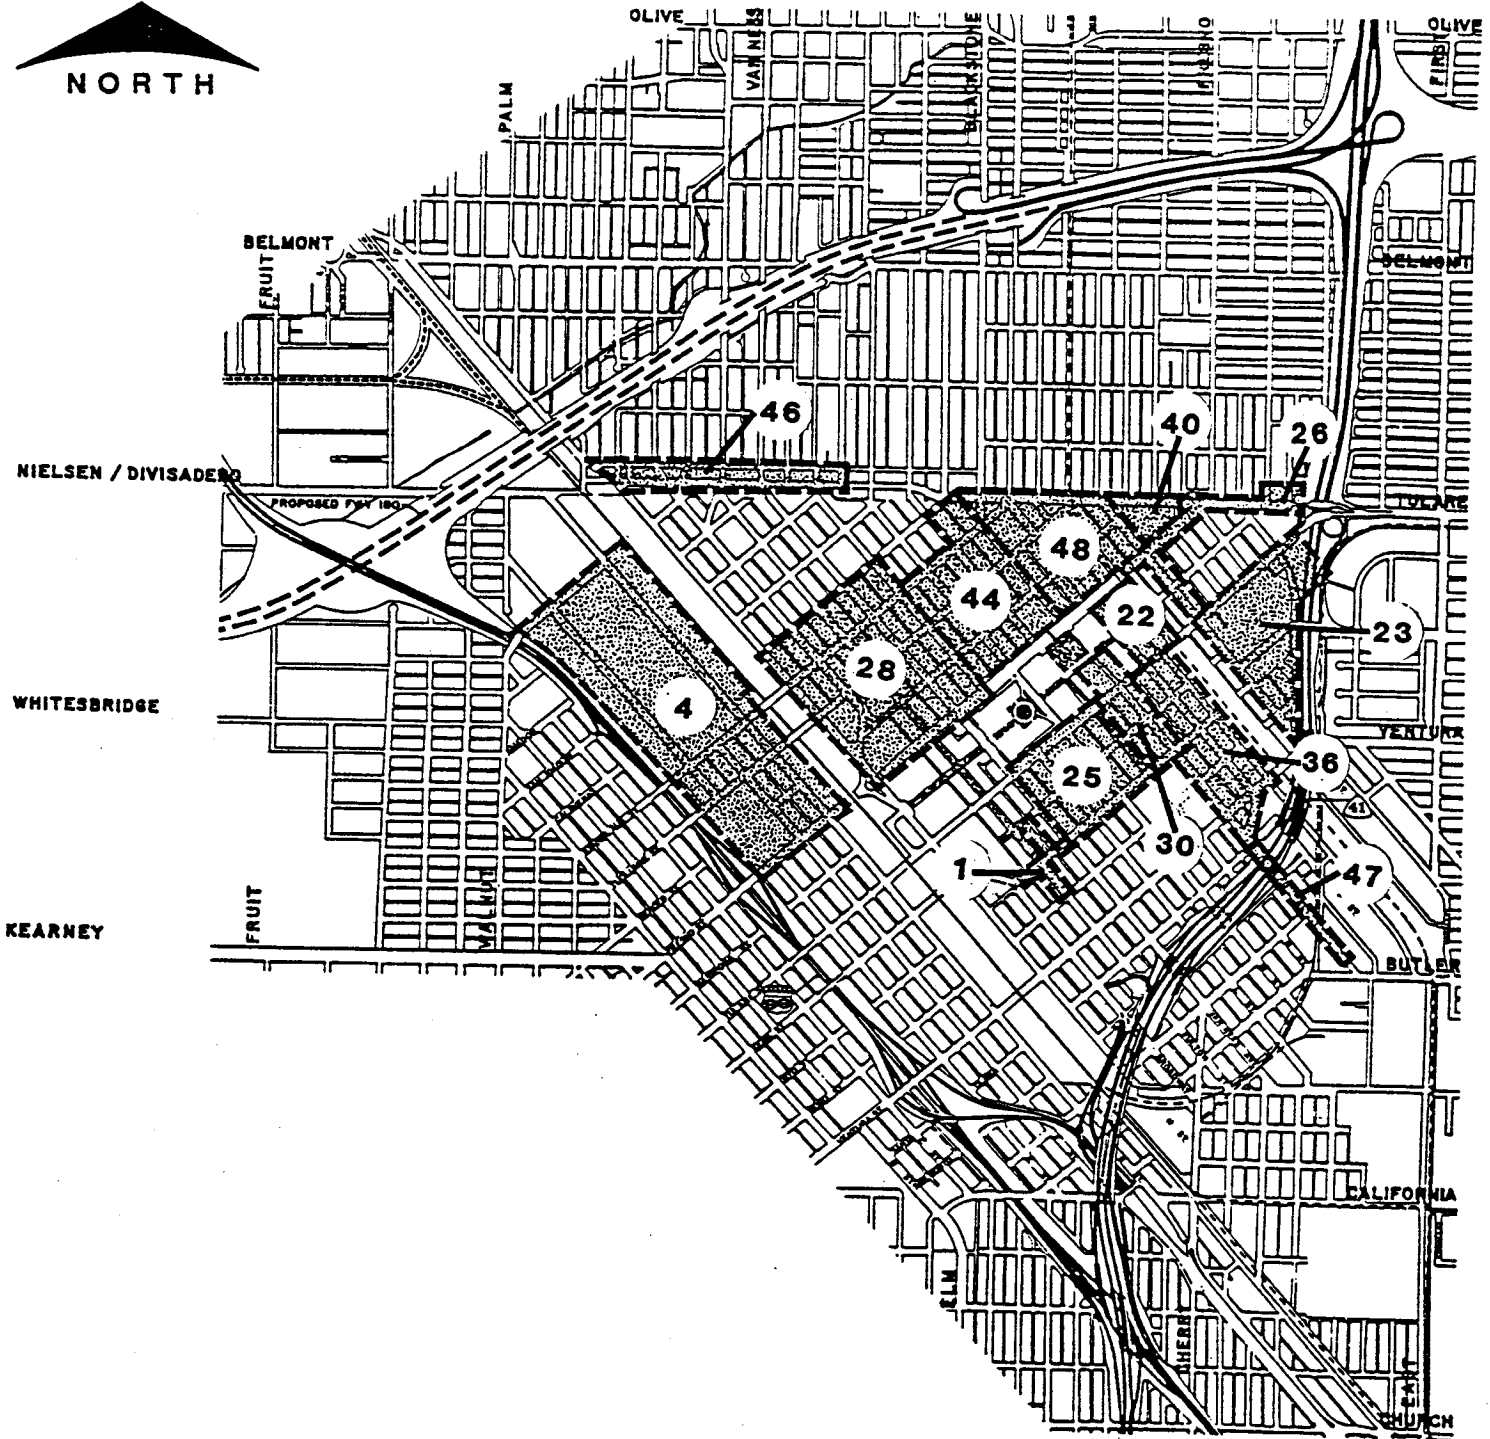 NORTH
OLIVE
VAN NESS
BLACKSTONE
OLIVE
FIRST
PALM
BELMONT
FRUIT
BELMONT
46
40
26
NIELSEN / DIVISADERO
PROPOSED FWY 180
TULARE
48
44
22
23
28
4
WHITESBRIDGE
VENTURA
36
25
41
30
1
47
FRUIT
WALNUT
KEARNEY
BUTLER
CALIFORNIA
ELM
CHERRY
EAST
CHURCH